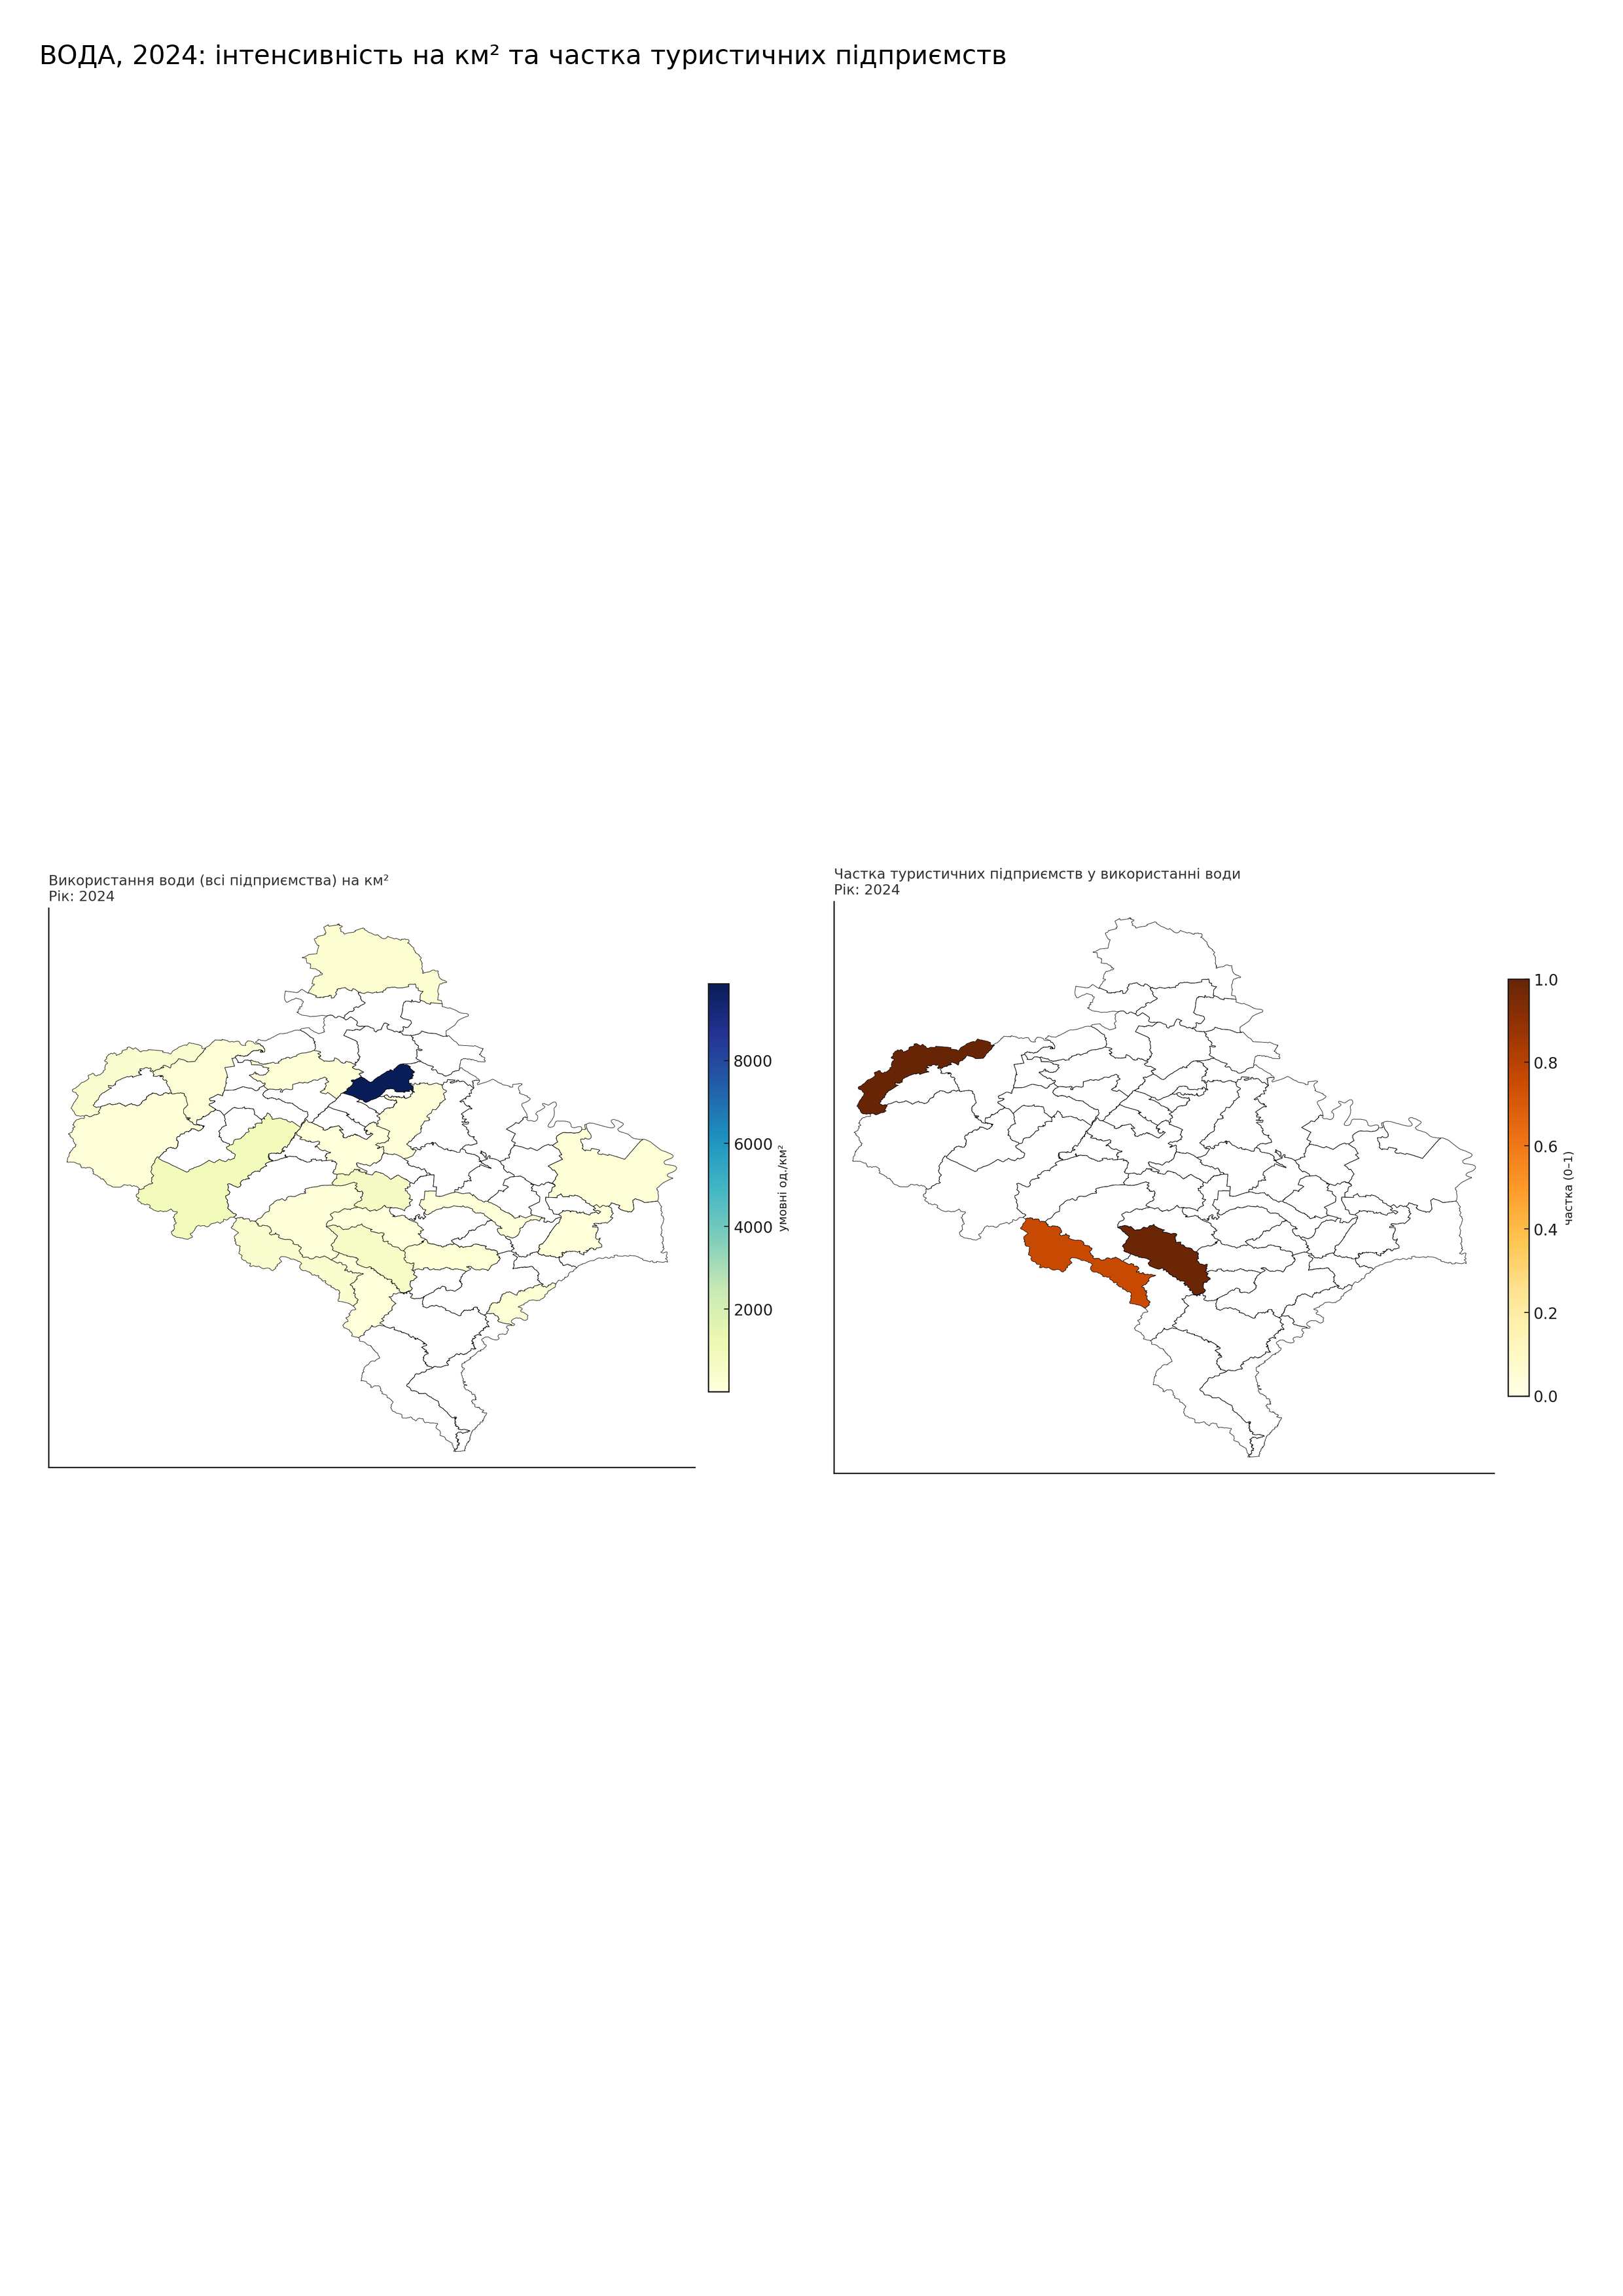 ВОДА, 2024: інтенсивність на км² та частка туристичних підприємств
Використання води (всі підприємства) на км²
Рік: 2024
8000
6000
4000
2000
умовні од./км²
Частка туристичних підприємств у використанні води
Рік: 2024
1.0
0.8
0.6
0.4
0.2
0.0
частка (0–1)